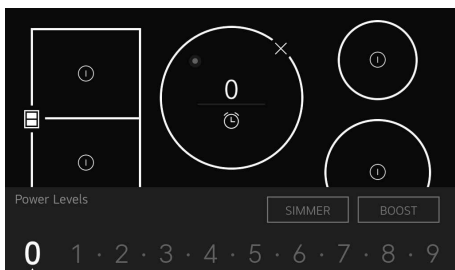 0
Power Levels
SIMMER
BOOST
0 1 · 2 · 3 · 4 · 5 · 6 · 7 · 8 · 9